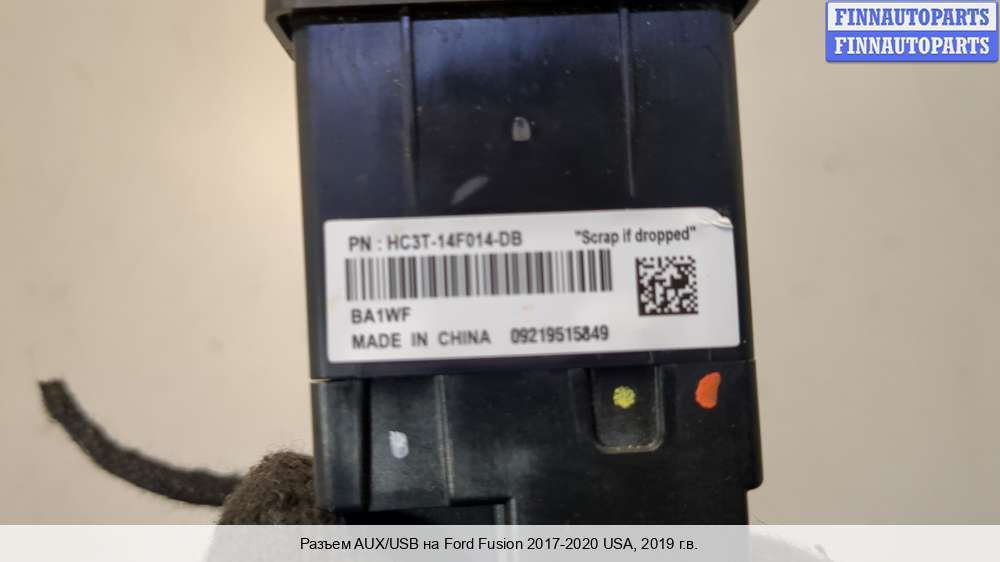 FINNAUTOPARTS
FINNAUTOPARTS
PN : HC3T-14F014-DB "Scrap if dropped"
BA1WF
MADE IN CHINA 09219515849
Разъем AUX/USB на Ford Fusion 2017-2020 USA, 2019 г.в.